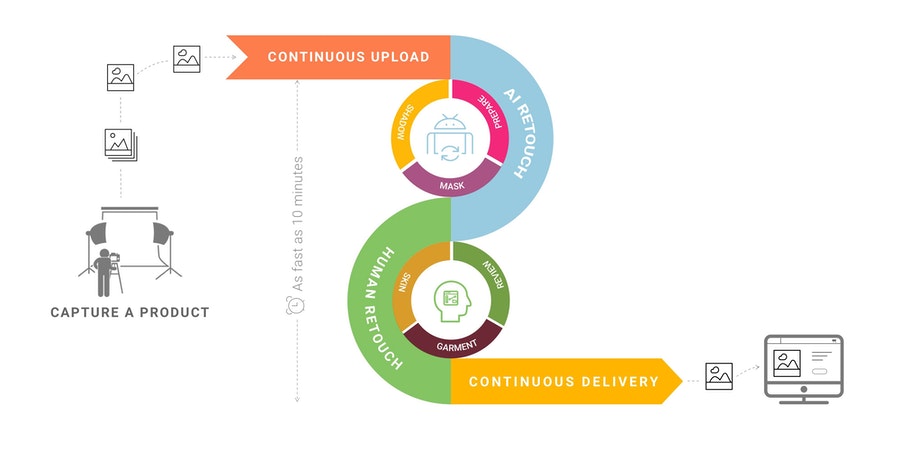 CONTINUOUS UPLOAD
AI RETOUCH
SHADOW
PREPARE
MASK
As fast as 10 minutes
CAPTURE A PRODUCT
HUMAN RETOUCH
SKIN
REVIEW
GARMENT
CONTINUOUS DELIVERY